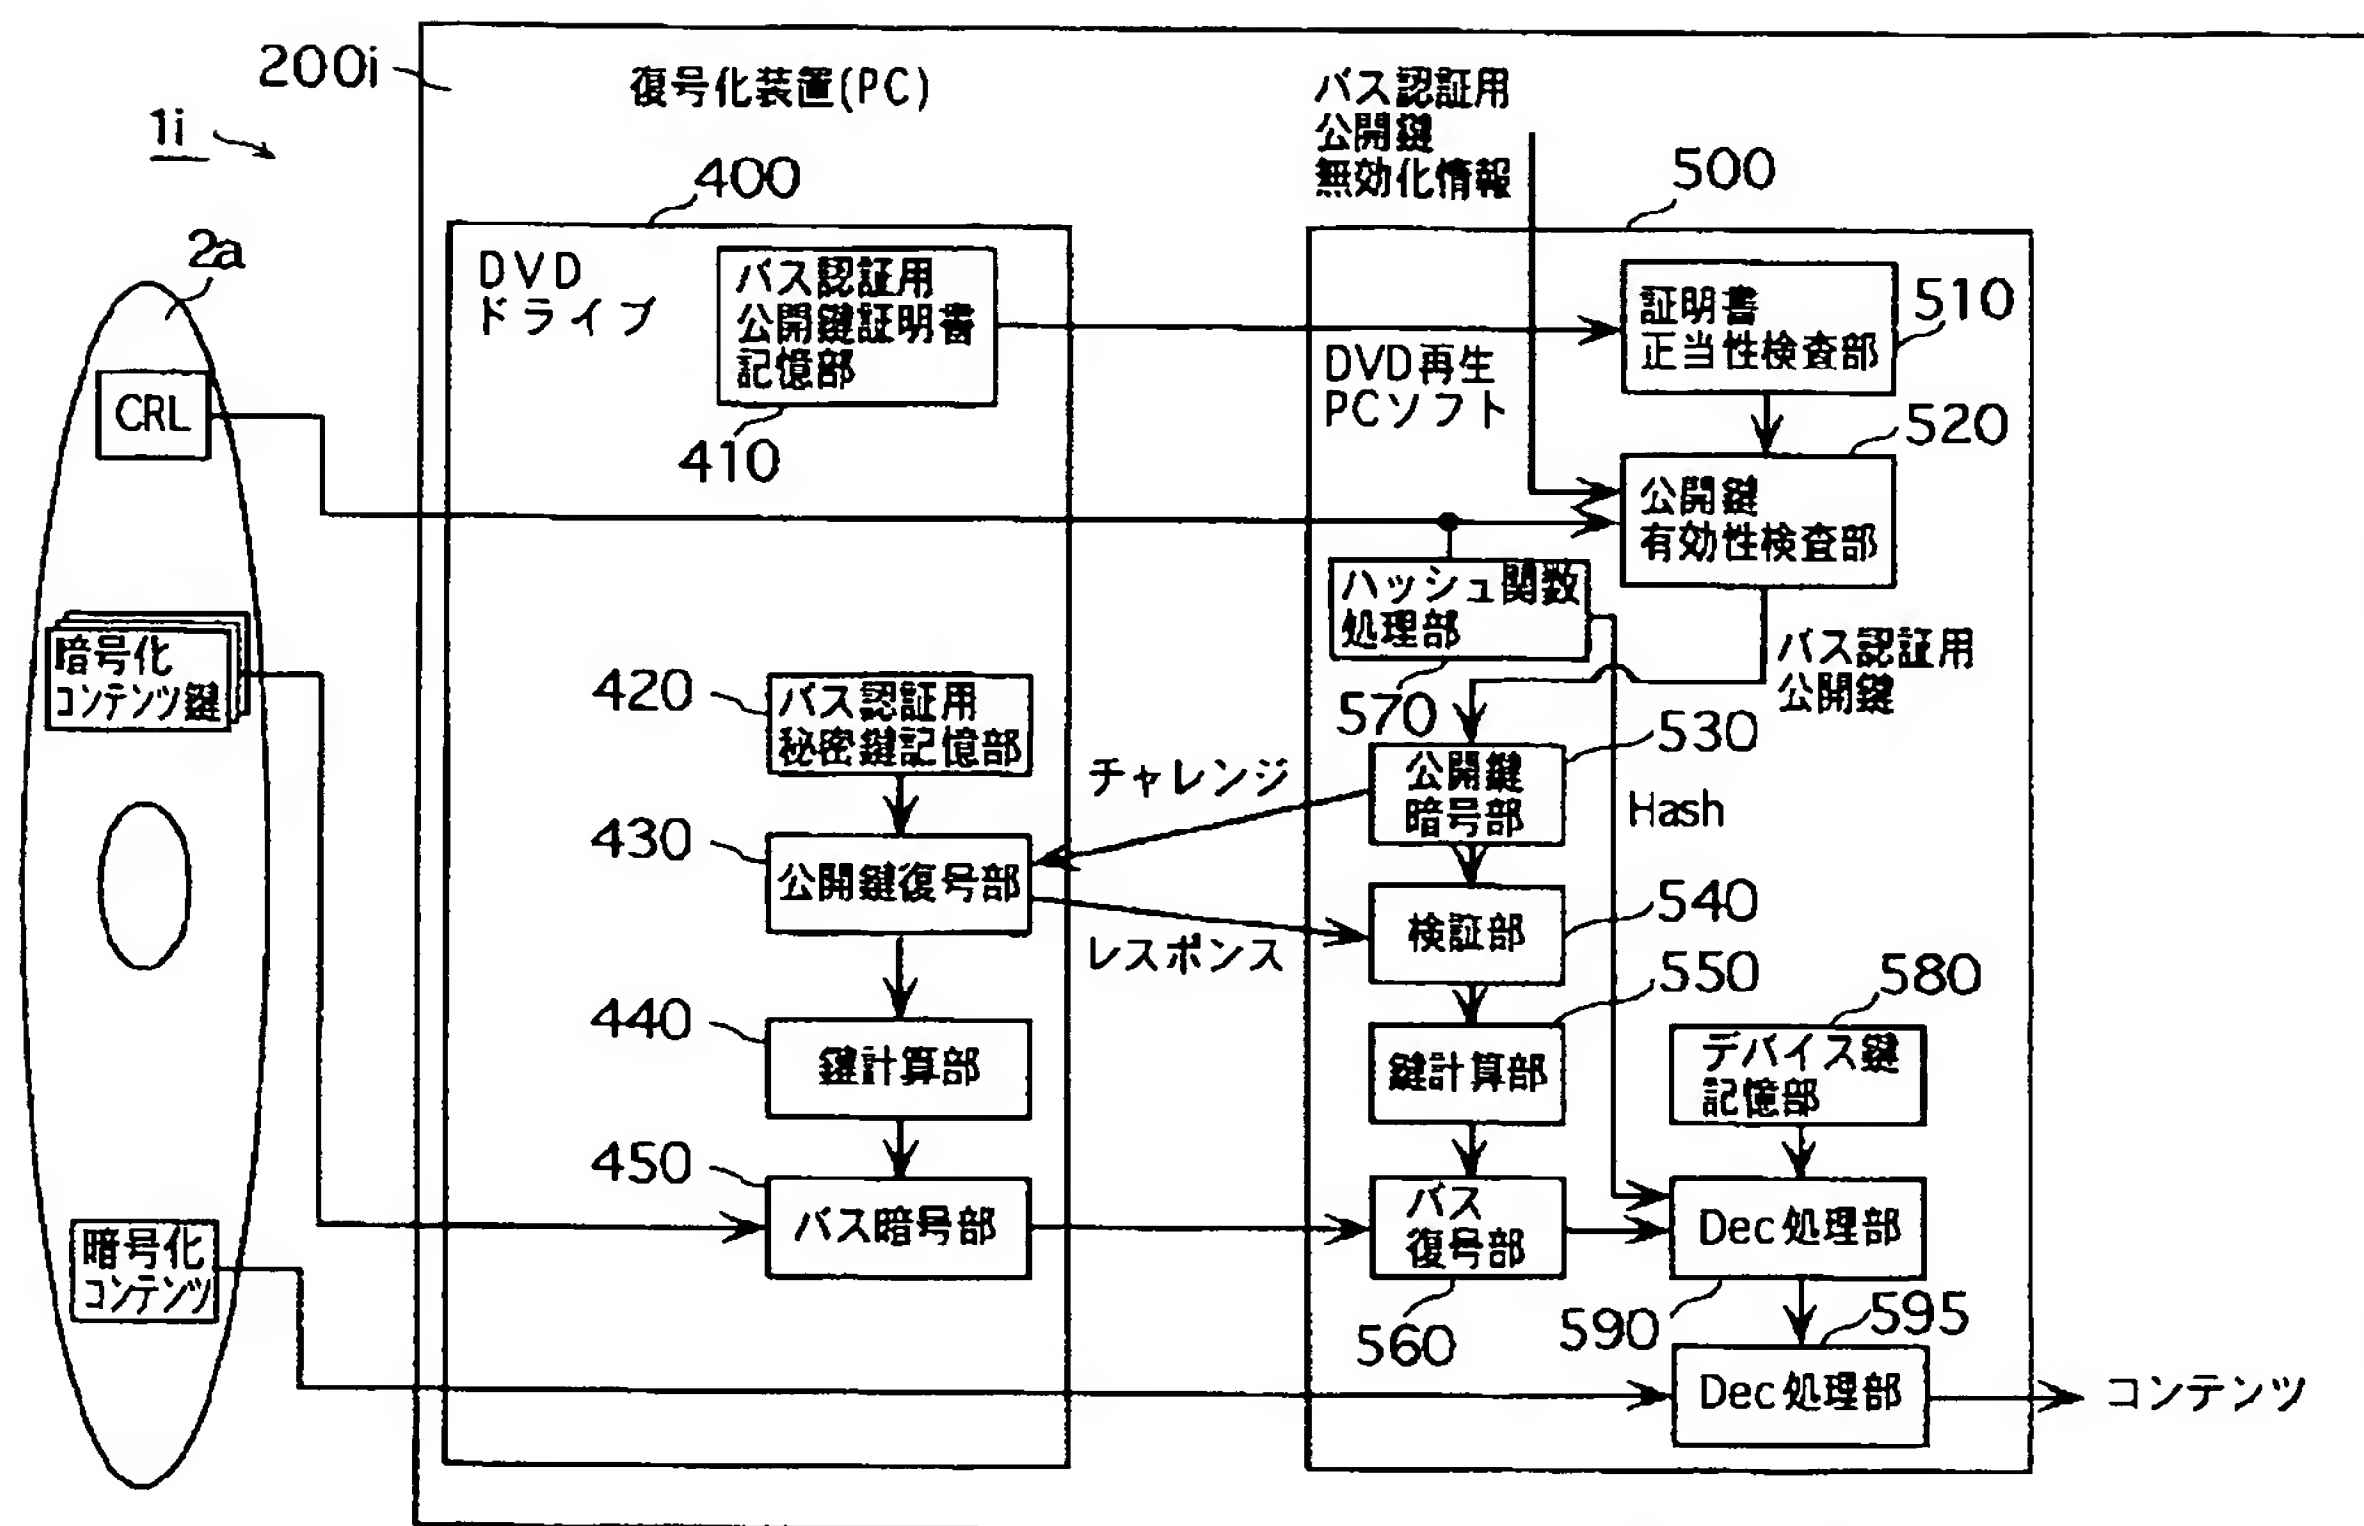 200i
復号化装置(PC)
1i
バス認証用
公開鍵
無効化情報
400
500
2a
DVD
ドライブ
バス認証用
公開鍵証明書
記憶部
410
証明書
正当性検査部
510
DVD再生
PCソフト
CRL
520
公開鍵
有効性検査部
ハッシュ関数
処理部
570
バス認証用
公開鍵
暗号化
コンテンツ鍵
420
バス認証用
秘密鍵記憶部
530
公開鍵
暗号部
チャレンジ
Hash
430
公開鍵復号部
540
検証部
レスポンス
550
580
440
鍵計算部
鍵計算部
デバイス鍵
記憶部
450
バス暗号部
バス
復号部
Dec処理部
暗号化
コンテンツ
560
590
595
Dec処理部
コンテンツ